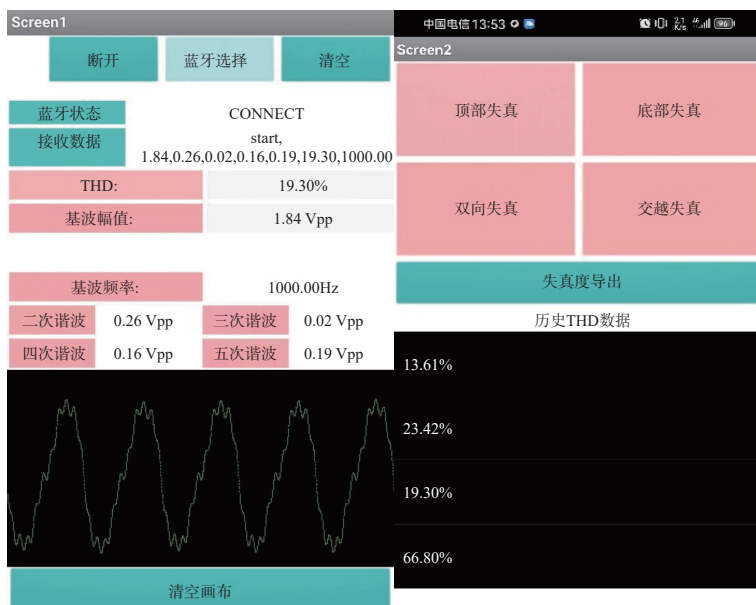 Screen1
断开
蓝牙选择
清空
蓝牙状态
CONNECT
接收数据
start,
1.84,0.26,0.02,0.16,0.19,19.30,1000.00
THD:
19.30%
基波幅值:
1.84 Vpp
基波频率:
1000.00Hz
二次谐波
0.26 Vpp
三次谐波
0.02 Vpp
四次谐波
0.16 Vpp
五次谐波
0.19 Vpp
清空画布
中国电信 13:53
2.1
K/s
46
96
Screen2
顶部失真
底部失真
双向失真
交越失真
失真度导出
历史THD数据
13.61%
23.42%
19.30%
66.80%